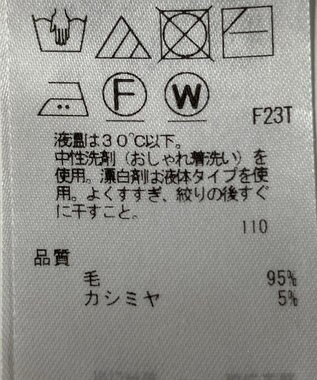 F W
F23T
液温は30℃以下。
中性洗剤（おしゃれ着洗い）を
使用。漂白剤は液体タイプを使
用。よくすすぎ、絞りの後すぐ
に干すこと。
110
品質
毛 95%
カシミヤ 5%